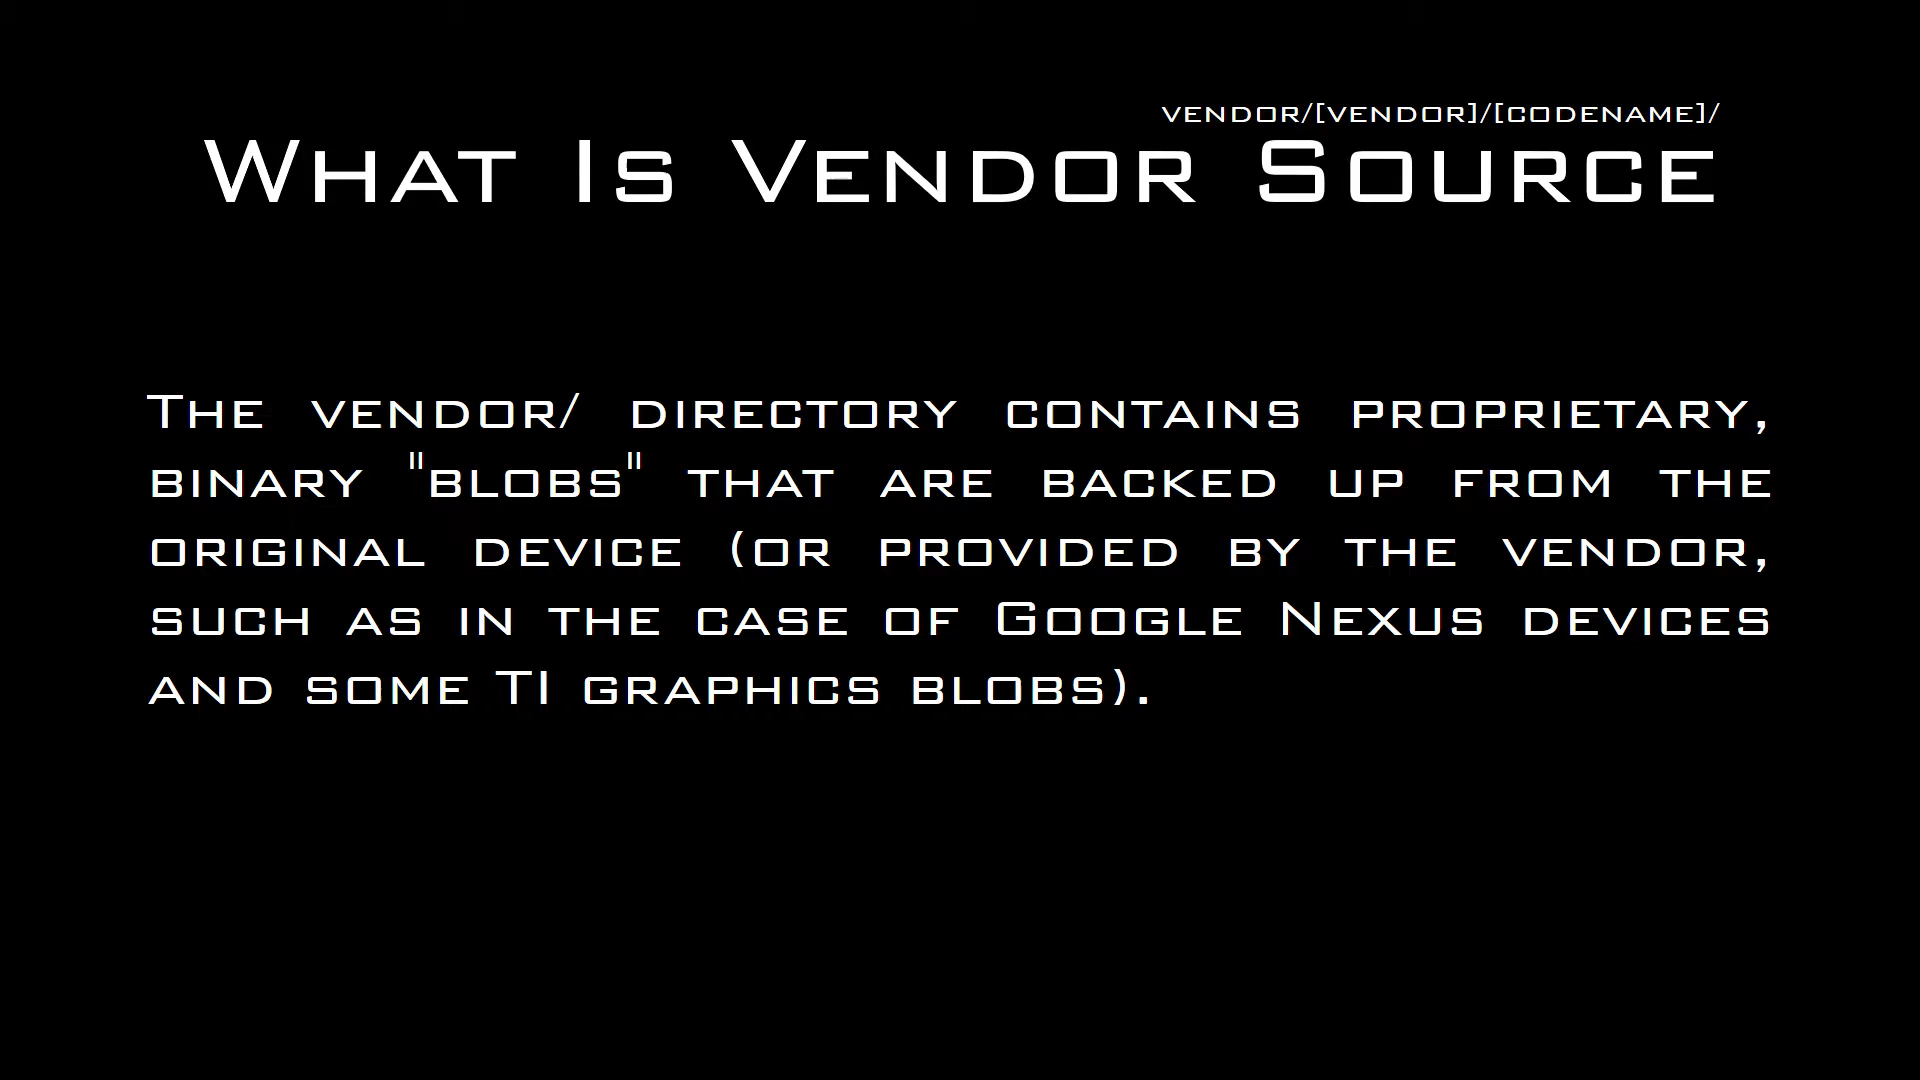 vendor/[vendor]/[codename]/
What Is Vendor Source
The vendor/ directory contains proprietary,
binary "blobs" that are backed up from the
original device (or provided by the vendor,
such as in the case of Google Nexus devices
and some TI graphics blobs).